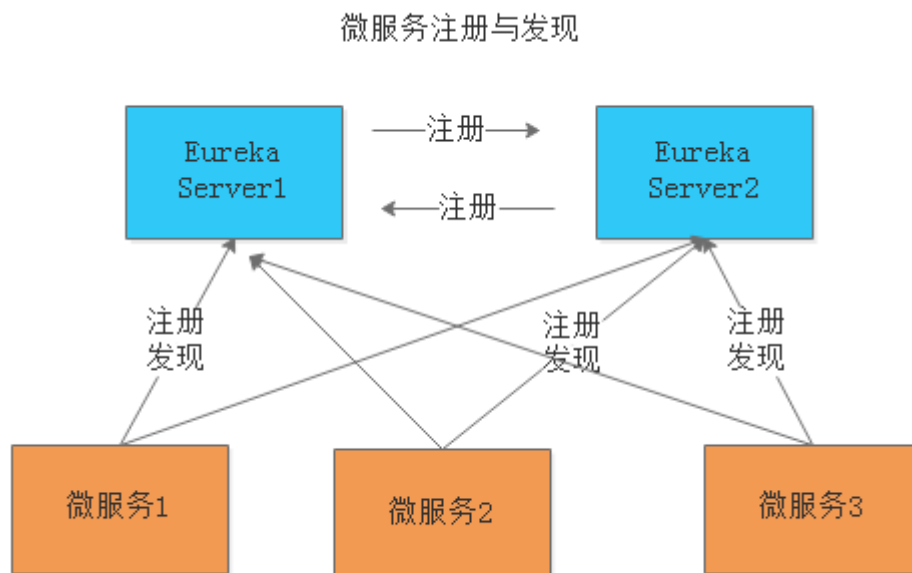 微服务注册与发现
Eureka
Server1
注册
注册
Eureka
Server2
注册
发现
注册
发现
注册
发现
微服务1
微服务2
微服务3